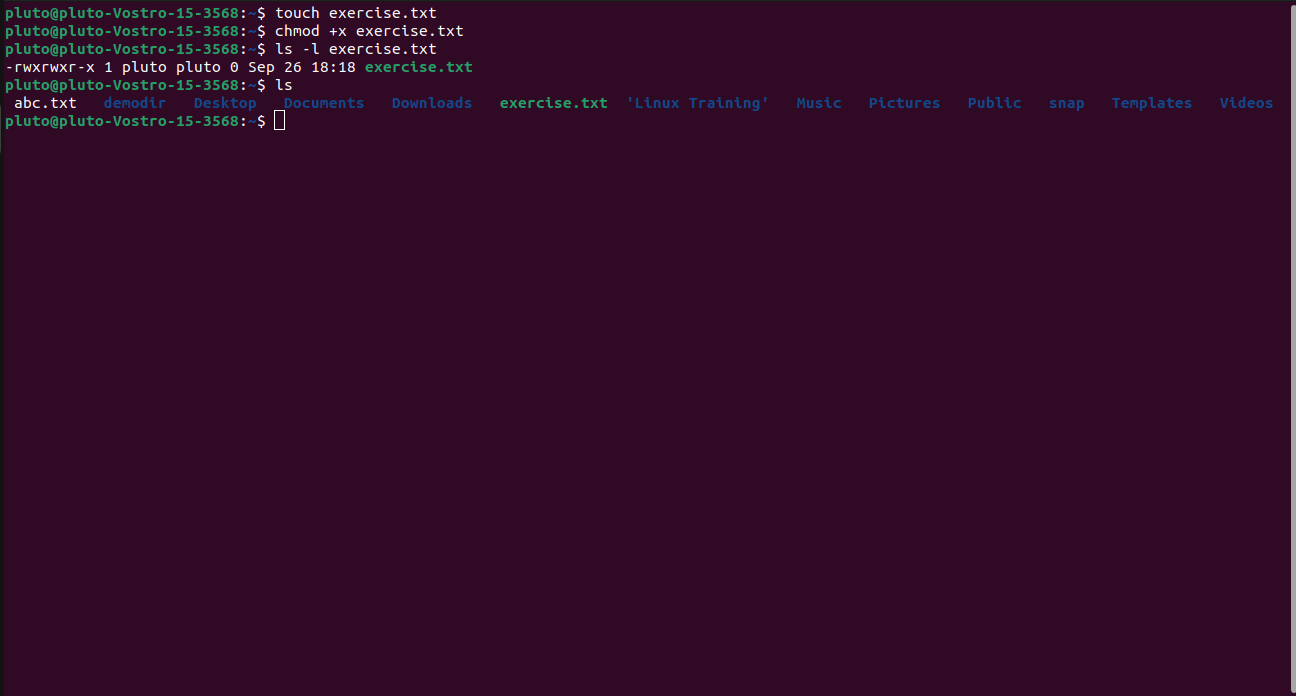 pluto@pluto-Vostro-15-3568:~$ touch exercise.txt
pluto@pluto-Vostro-15-3568:~$ chmod +x exercise.txt
pluto@pluto-Vostro-15-3568:~$ ls -l exercise.txt
-rwxrwxr-x 1 pluto pluto 0 Sep 26 18:18 exercise.txt
pluto@pluto-Vostro-15-3568:~$ ls
abc.txt demodir Desktop Documents Downloads exercise.txt 'Linux Training' Music Pictures Public snap Templates Videos
pluto@pluto-Vostro-15-3568:~$